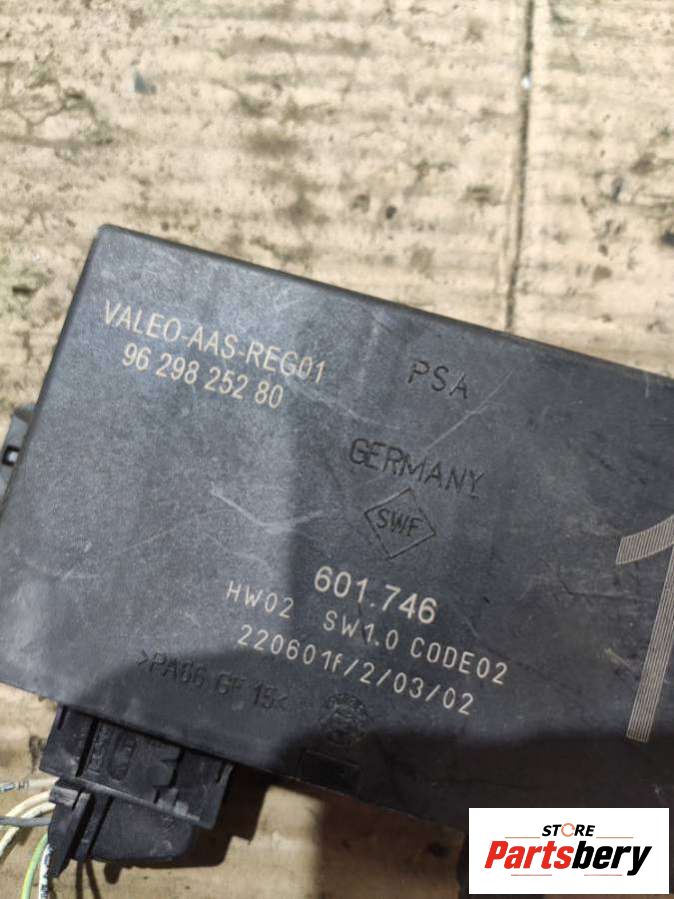 VALEO-AAS-REG01
96 298 252 80
PSA
GERMANY
SWF
601.746
HW02 SW1.0 CODE02
220601f/2/03/02
>PA66 GF 15<
1
STORE
Partsbery